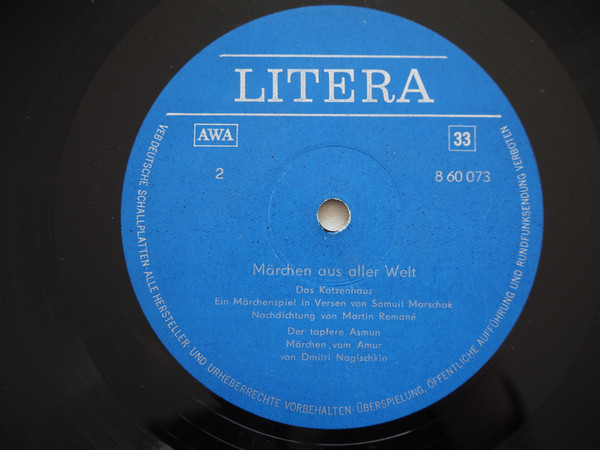 LITERA
AWA
33
2
8 60 073
Märchen aus aller Welt
Das Katzenhaus
Ein Märchenspiel in Versen von Samuil Marschak
Nachdichtung von Martin Remané
Der tapfere Asmun
Märchen vom Amur
von Dmitri Nagischkin
VEB DEUTSCHE SCHALLPLATTEN·ALLE HERSTELLER- UND URHEBERRECHTE VORBEHALTEN·ÜBERSPIELUNG, ÖFFENTLICHE AUFFÜHRUNG UND RUNDFUNKSENDUNG VERBOTEN